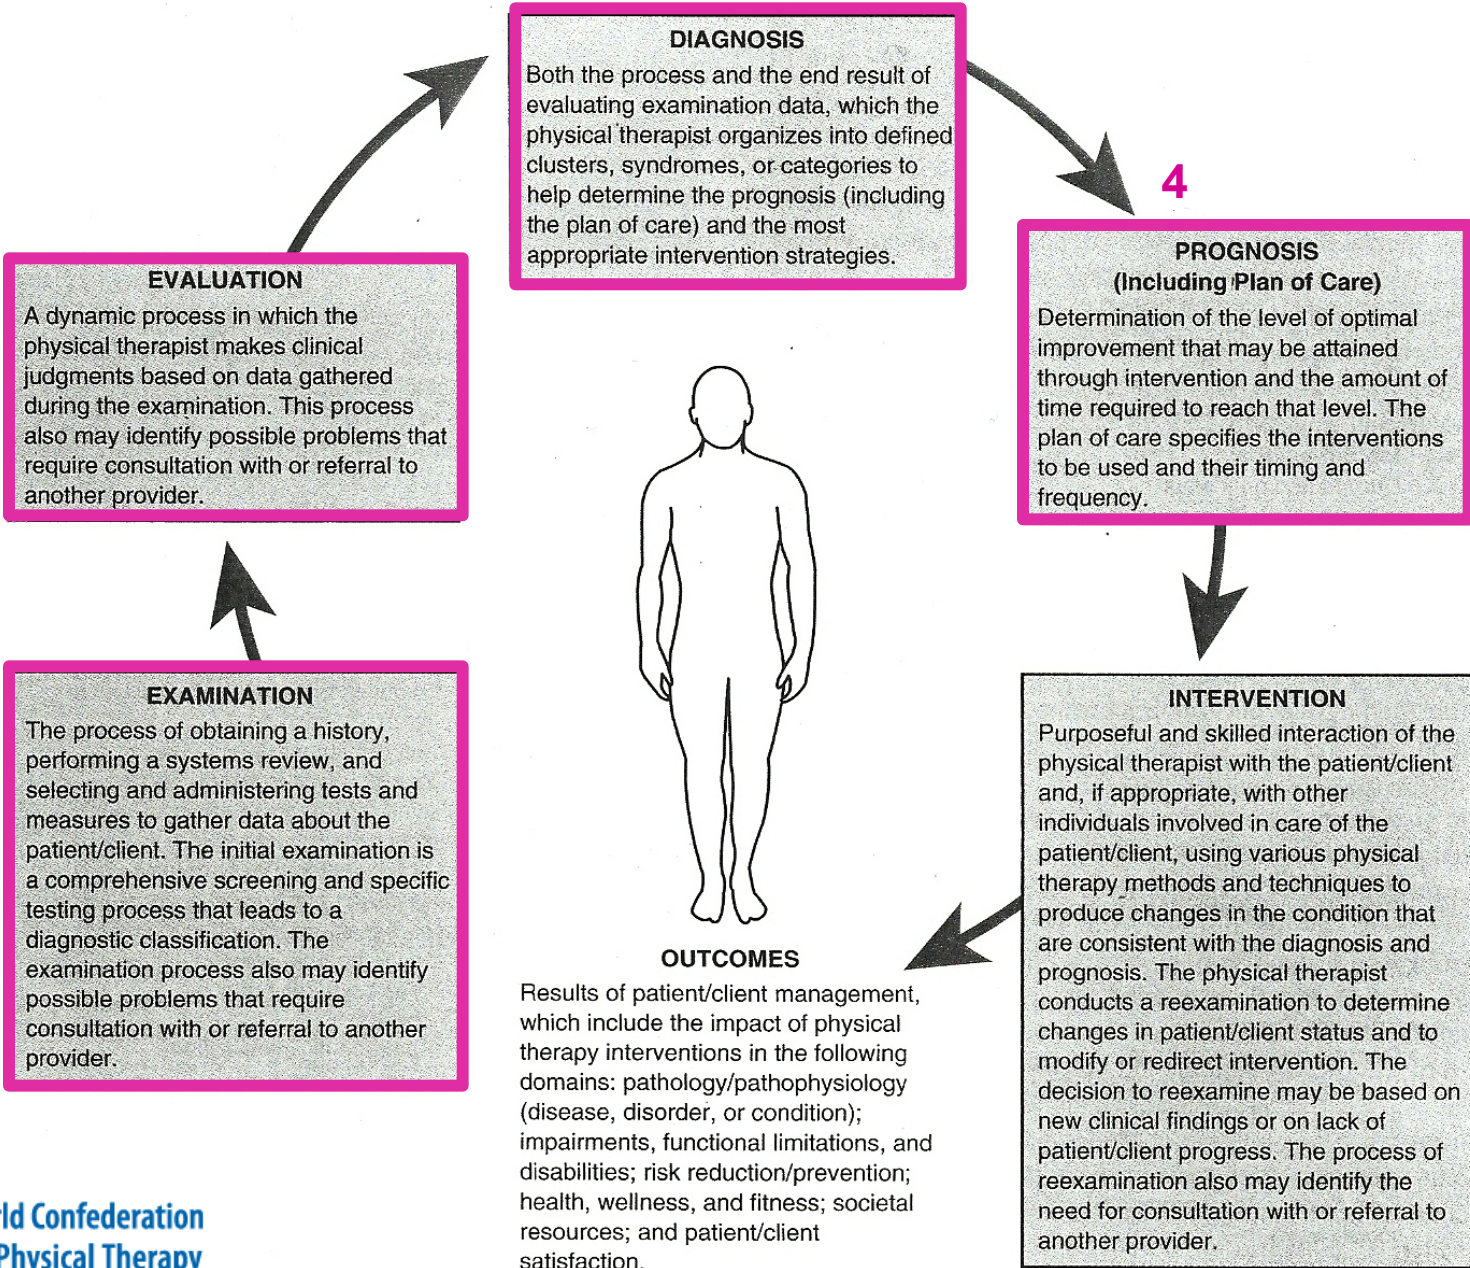 DIAGNOSIS
Both the process and the end result of
evaluating examination data, which the
physical therapist organizes into defined
clusters, syndromes, or categories to
help determine the prognosis (including
the plan of care) and the most
appropriate intervention strategies.
4
PROGNOSIS
(Including Plan of Care)
Determination of the level of optimal
improvement that may be attained
through intervention and the amount of
time required to reach that level. The
plan of care specifies the interventions
to be used and their timing and
frequency.
EVALUATION
A dynamic process in which the
physical therapist makes clinical
judgments based on data gathered
during the examination. This process
also may identify possible problems that
require consultation with or referral to
another provider.
EXAMINATION
The process of obtaining a history,
performing a systems review, and
selecting and administering tests and
measures to gather data about the
patient/client. The initial examination is
a comprehensive screening and specific
testing process that leads to a
diagnostic classification. The
examination process also may identify
possible problems that require
consultation with or referral to another
provider.
INTERVENTION
Purposeful and skilled interaction of the
physical therapist with the patient/client
and, if appropriate, with other
individuals involved in care of the
patient/client, using various physical
therapy methods and techniques to
produce changes in the condition that
are consistent with the diagnosis and
prognosis. The physical therapist
conducts a reexamination to determine
changes in patient/client status and to
modify or redirect intervention. The
decision to reexamine may be based on
new clinical findings or on lack of
patient/client progress. The process of
reexamination also may identify the
need for consultation with or referral to
another provider.
OUTCOMES
Results of patient/client management,
which include the impact of physical
therapy interventions in the following
domains: pathology/pathophysiology
(disease, disorder, or condition);
impairments, functional limitations, and
disabilities; risk reduction/prevention;
health, wellness, and fitness; societal
resources; and patient/client
satisfaction.
ld Confederation
Physical Therapy